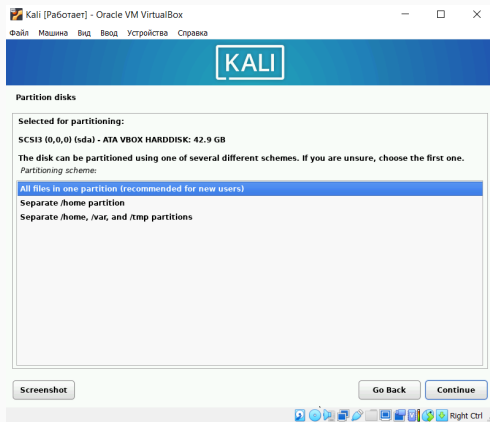 Kali [Работает] - Oracle VM VirtualBox
Файл Машина Вид Ввод Устройства Справка
KALI
Partition disks
Selected for partitioning:
SCSI3 (0,0,0) (sda) - ATA VBOX HARDDISK: 42.9 GB
The disk can be partitioned using one of several different schemes. If you are unsure, choose the first one.
Partitioning scheme:
All files in one partition (recommended for new users)
Separate /home partition
Separate /home, /var, and /tmp partitions
Screenshot Go Back Continue
Right Ctrl